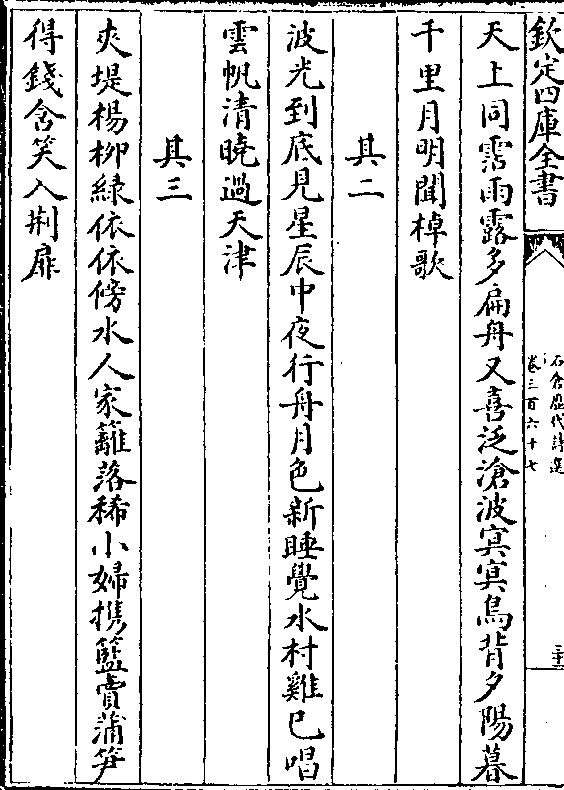 欽定四庫全書
石倉歷代詩選
卷三百六十七
天上同霑雨露多扁舟又喜泛滄波冥冥烏背夕陽暮
千里月明聞棹歌
其二
波光到底見星辰中夜行舟月色新睡覺水村雞已唱
雲帆清曉過天津
其三
夾堤楊柳綠依依傍水人家籬落稀小婦携籃賣蒲笋
得錢含笑入荆扉